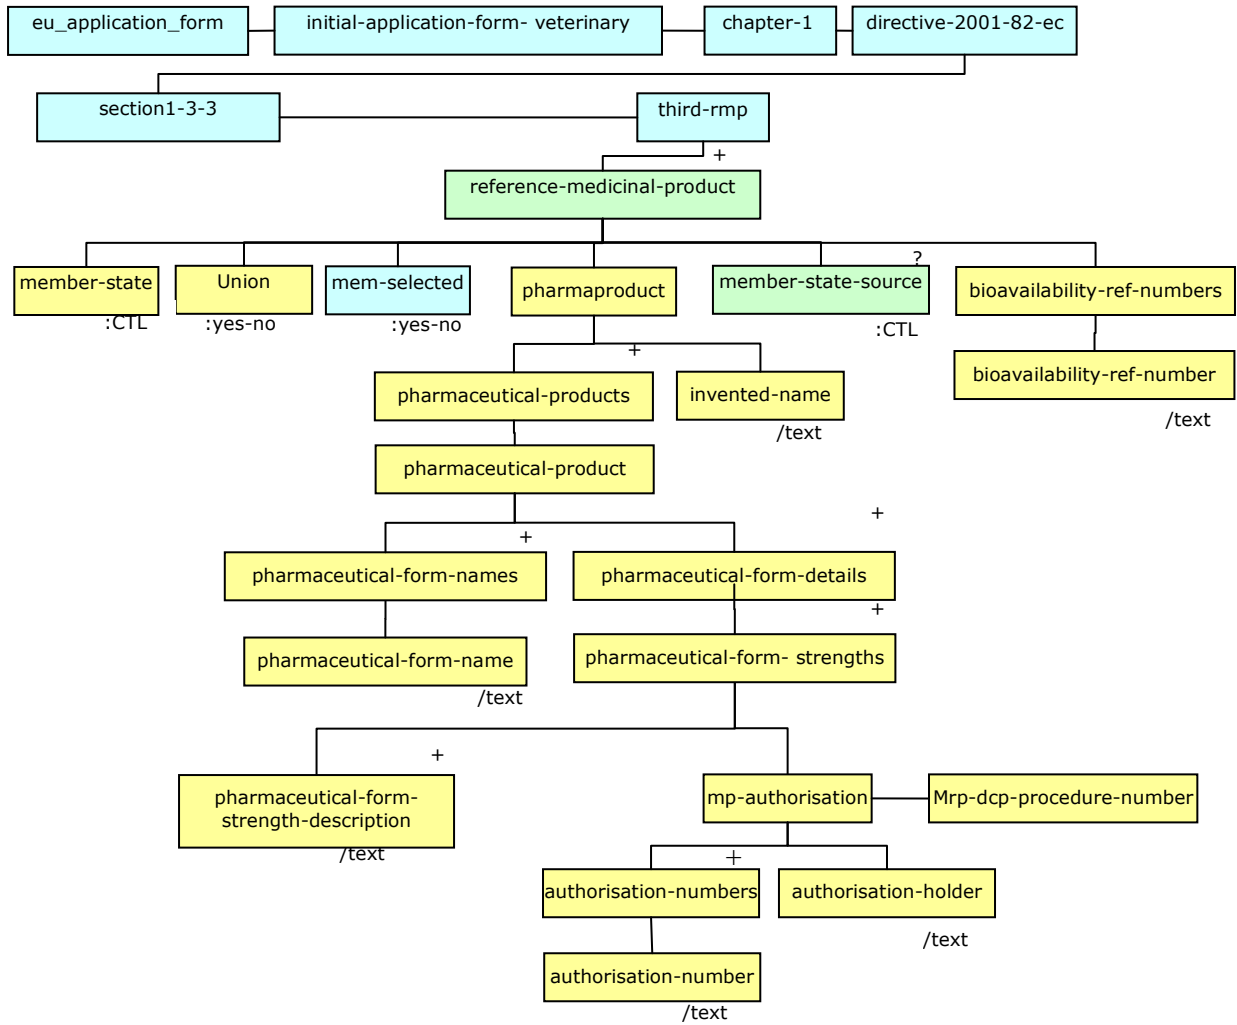 eu_application_form
initial-application-form- veterinary
chapter-1
directive-2001-82-ec
section1-3-3
third-rmp
+
reference-medicinal-product
?
member-state
Union
mem-selected
pharmaproduct
member-state-source
bioavailability-ref-numbers
:CTL
:yes-no
:yes-no
:CTL
+
pharmaceutical-products
invented-name
bioavailability-ref-number
/text
/text
pharmaceutical-product
+
+
pharmaceutical-form-names
pharmaceutical-form-details
+
pharmaceutical-form-name
pharmaceutical-form- strengths
/text
+
pharmaceutical-form-
strength-description
mp-authorisation
Mrp-dcp-procedure-number
/text
+
authorisation-numbers
authorisation-holder
/text
authorisation-number
/text